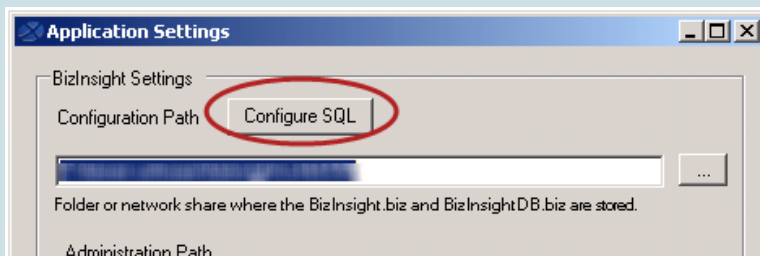 Application Settings
BizInsight Settings
Configuration Path Configure SQL
...
Folder or network share where the BizInsight.biz and BizInsightDB.biz are stored.
Administration Path